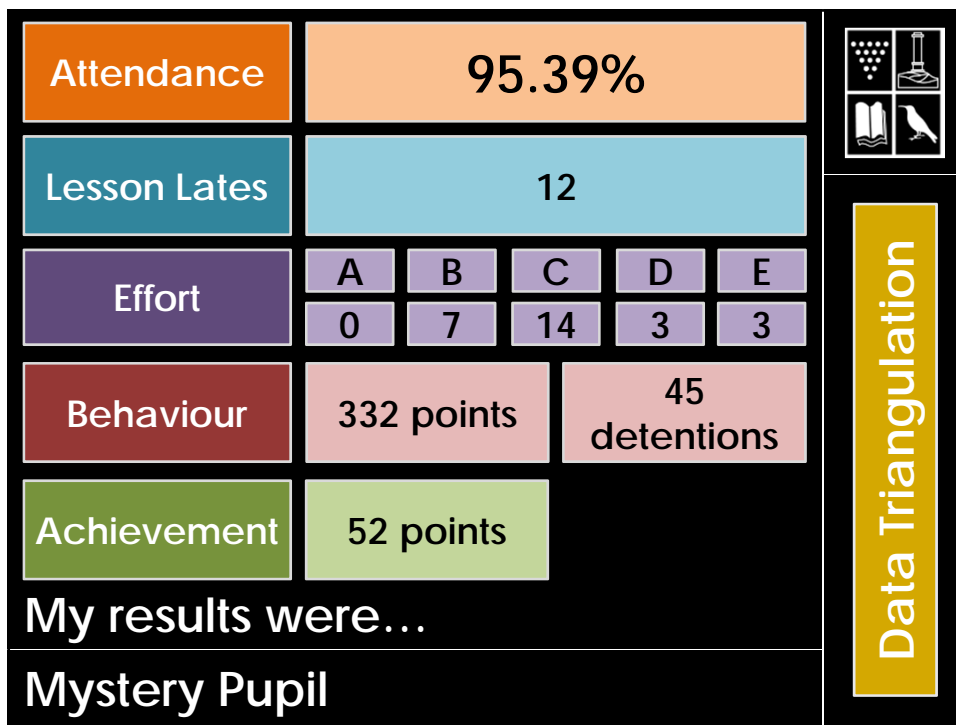 Attendance
95.39%
Lesson Lates
12
Effort
A B C D E
0 7 14 3 3
Behaviour
332 points
45
detentions
Achievement
52 points
My results were…
Mystery Pupil
Data Triangulation